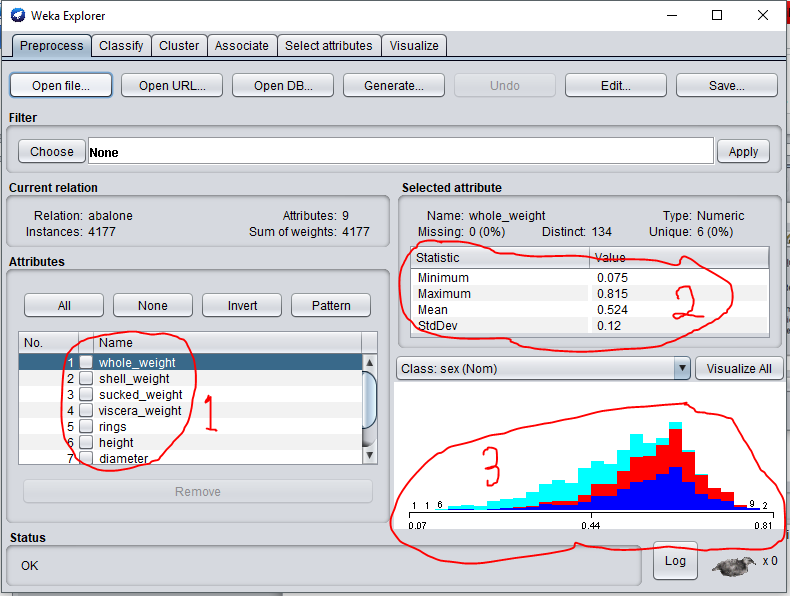 Weka Explorer
Preprocess Classify Cluster Associate Select attributes Visualize
Open file... Open URL... Open DB... Generate... Undo Edit... Save...
Filter
Choose None Apply
Current relation
Relation: abalone Attributes: 9
Instances: 4177 Sum of weights: 4177
Selected attribute
Name: whole_weight Type: Numeric
Missing: 0 (0%) Distinct: 134 Unique: 6 (0%)
Statistic Value
Minimum 0.075
Maximum 0.815
Mean 0.524
StdDev 0.12
2
Attributes
All None Invert Pattern
No. Name
1 whole_weight
2 shell_weight
3 sucked_weight
4 viscera_weight
5 rings
6 height
7 diameter
1
Remove
Class: sex (Nom) Visualize All
3
1 1 6 9 2
0.07 0.44 0.81
Status
OK
Log x 0